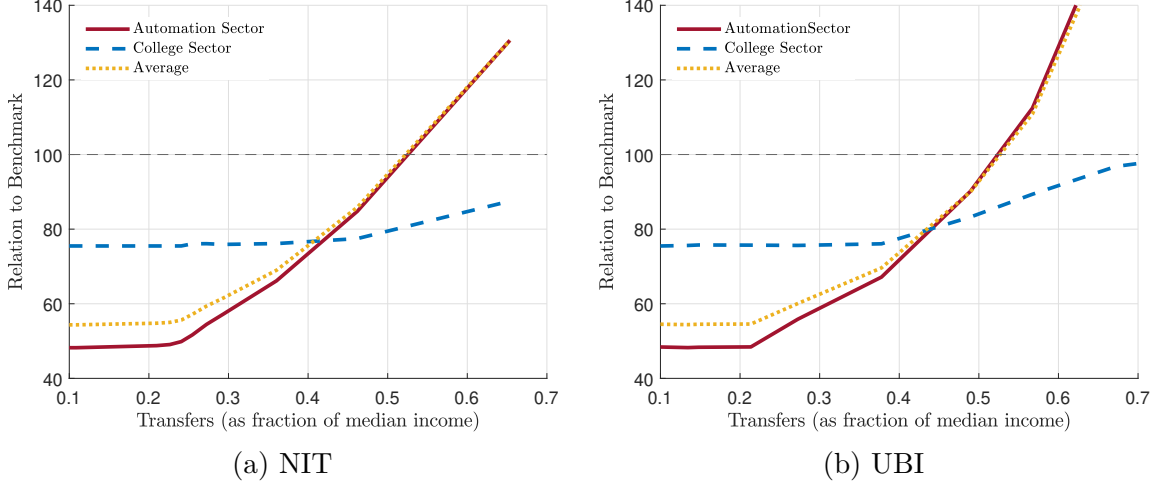 140
120
100
80
60
40
Relation to Benchmark
Automation Sector
College Sector
Average
0.1 0.2 0.3 0.4 0.5 0.6 0.7
Transfers (as fraction of median income)
(a) NIT
140
120
100
80
60
40
Relation to Benchmark
AutomationSector
College Sector
Average
0.1 0.2 0.3 0.4 0.5 0.6 0.7
Transfers (as fraction of median income)
(b) UBI